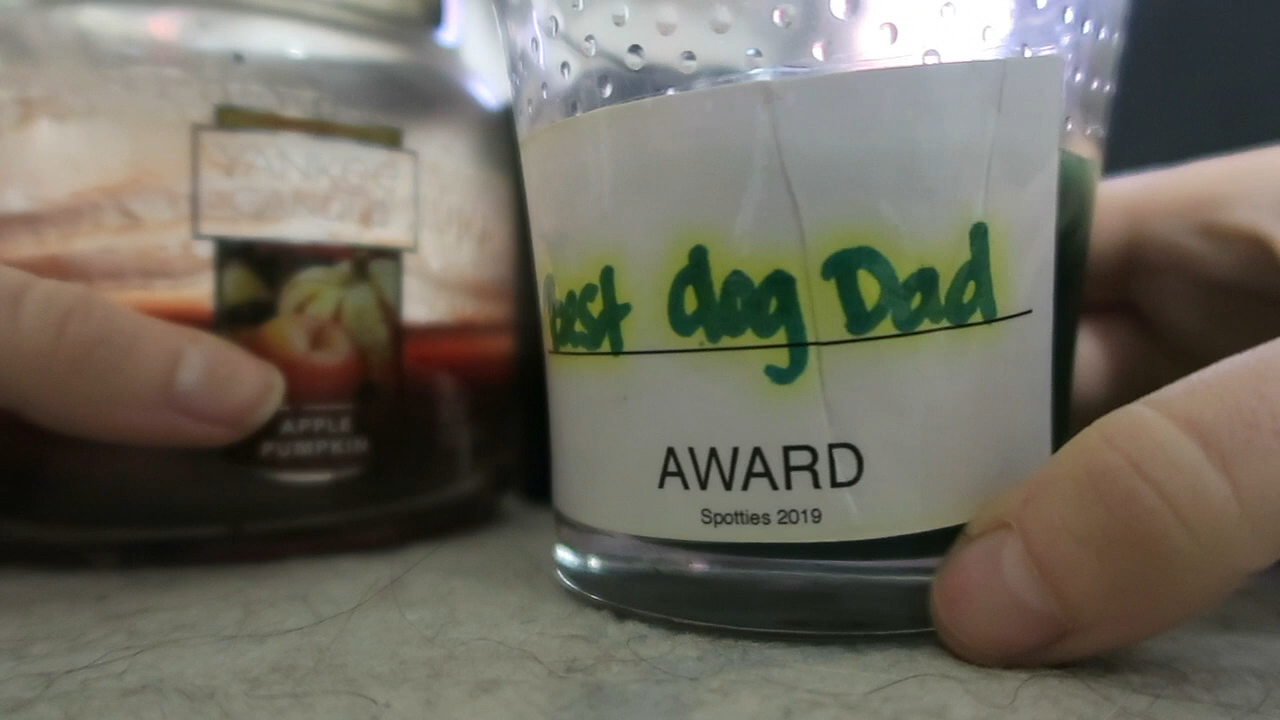 APPLE
PUMPKIN
best dog Dad
AWARD
Spotties 2019